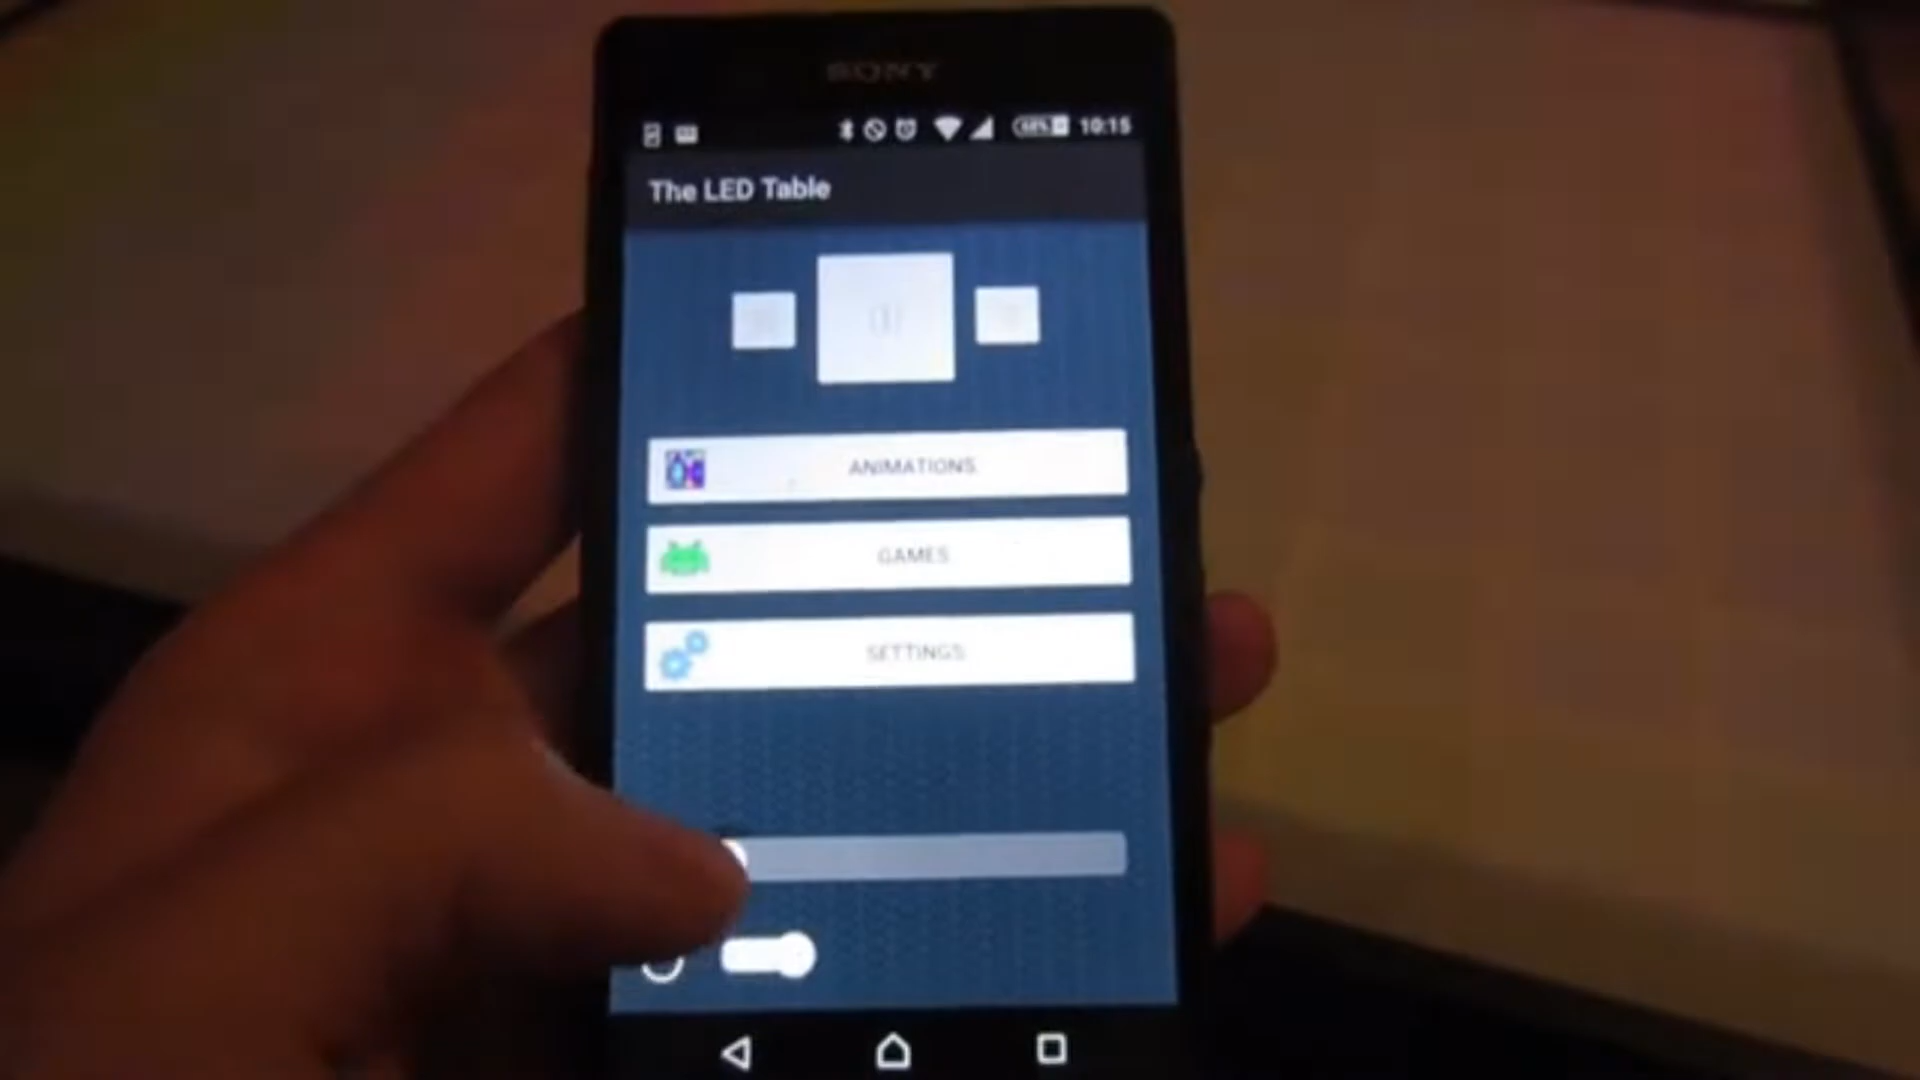 SONY
10:15
The LED Table
ANIMATIONS
GAMES
SETTINGS